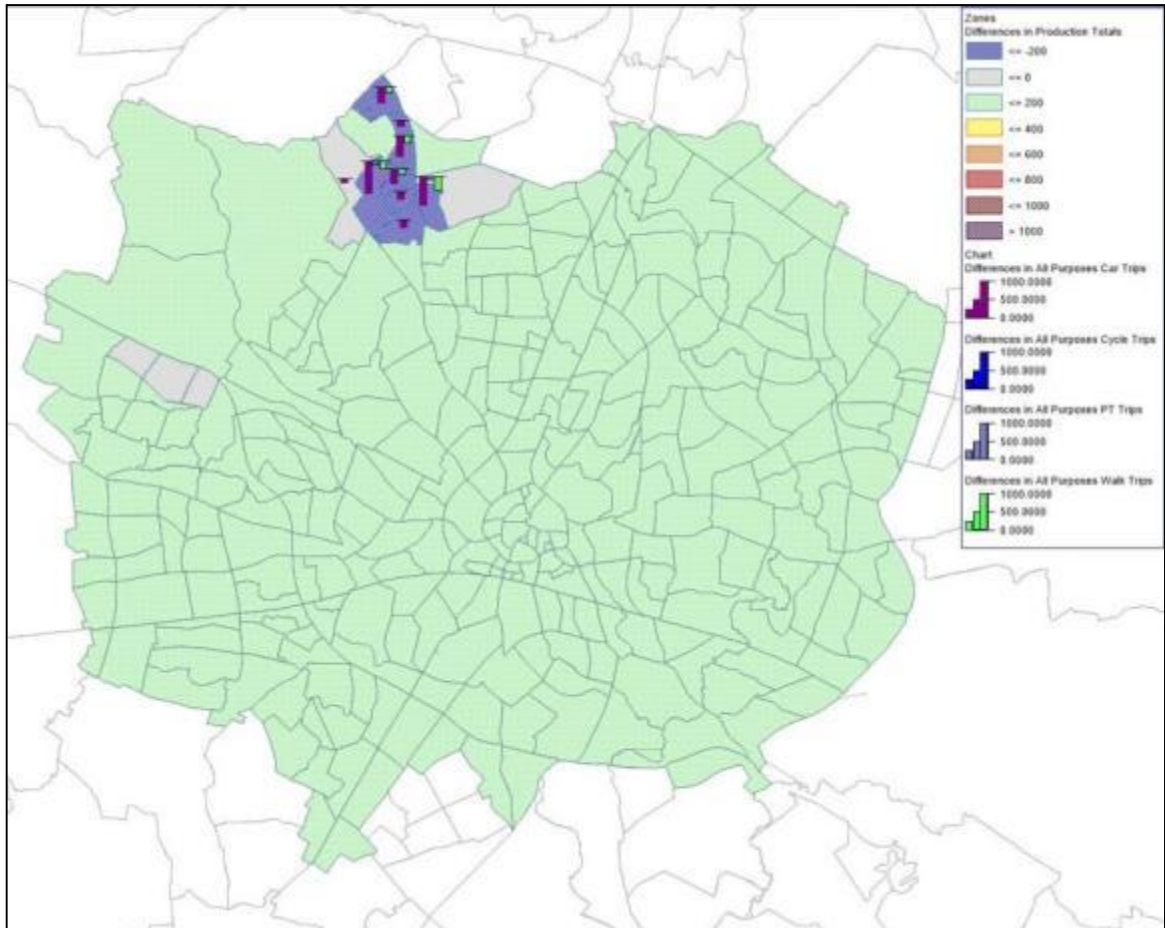 Zones
Differences in Production Totals
<= -200
<= 0
<= 200
<= 400
<= 600
<= 800
<= 1000
> 1000
Chart
Differences in All Purposes Car Trips
1000.0000
500.0000
0.0000
Differences in All Purposes Cycle Trips
1000.0000
500.0000
0.0000
Differences in All Purposes PT Trips
1000.0000
500.0000
0.0000
Differences in All Purposes Walk Trips
1000.0000
500.0000
0.0000